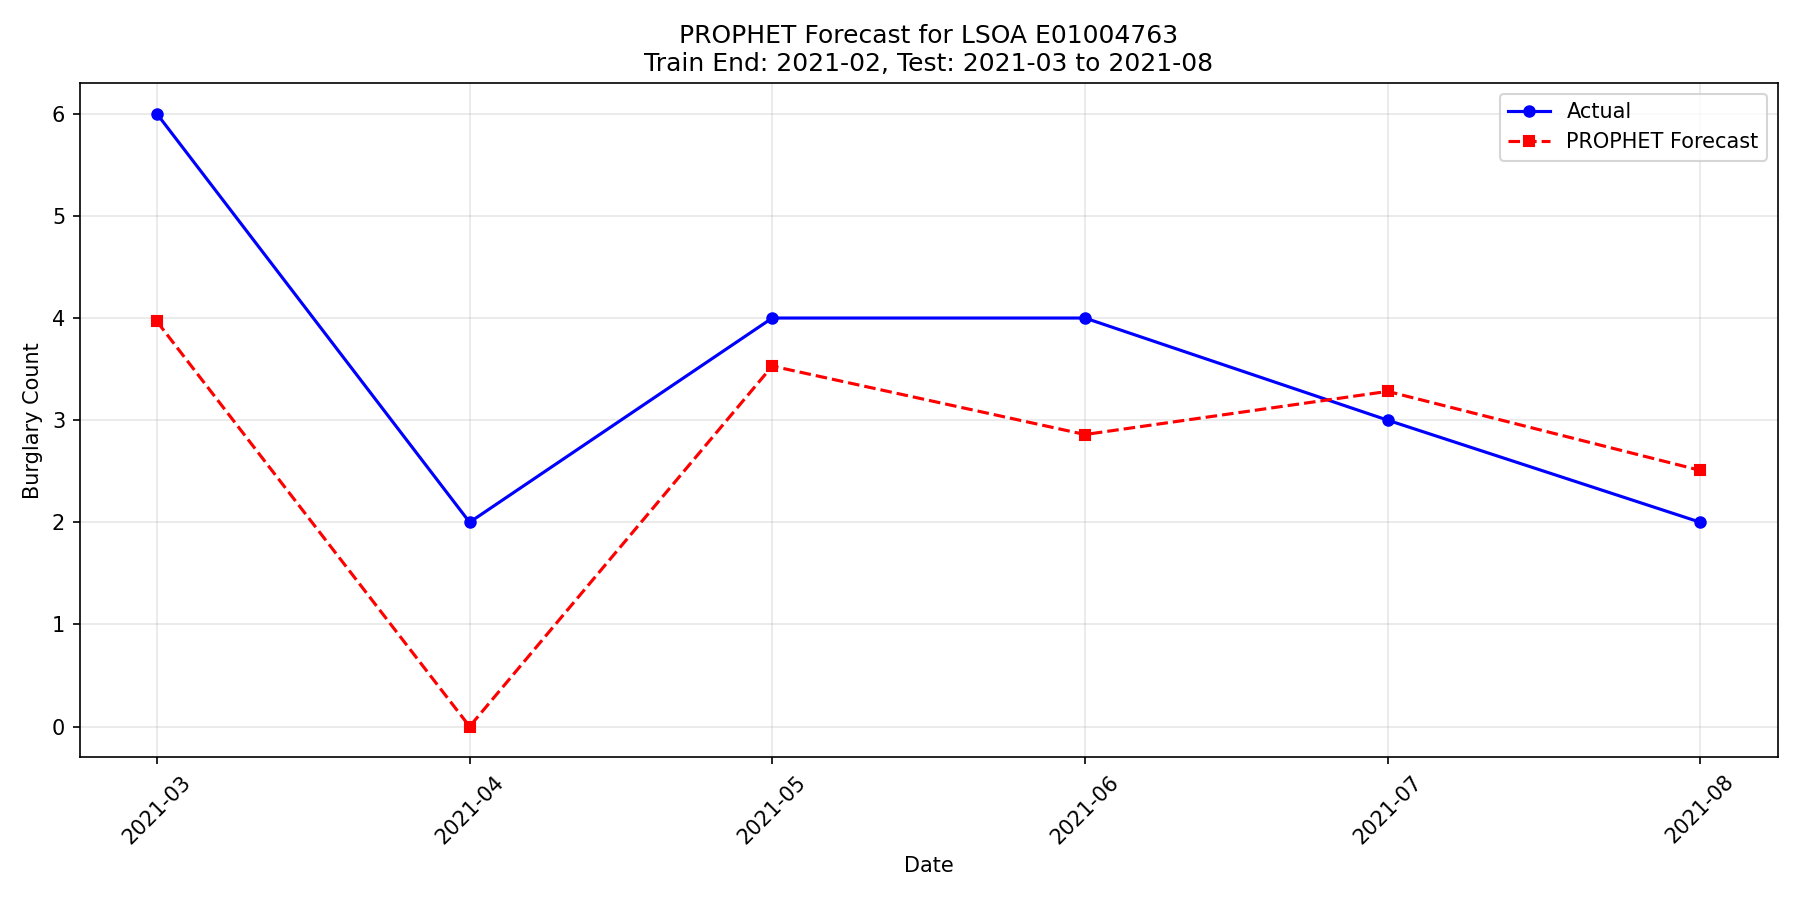 PROPHET Forecast for LSOA E01004763
Train End: 2021-02, Test: 2021-03 to 2021-08
Actual
PROPHET Forecast
Burglary Count
6
5
4
3
2
1
0
2021-03
2021-04
2021-05
2021-06
2021-07
2021-08
Date